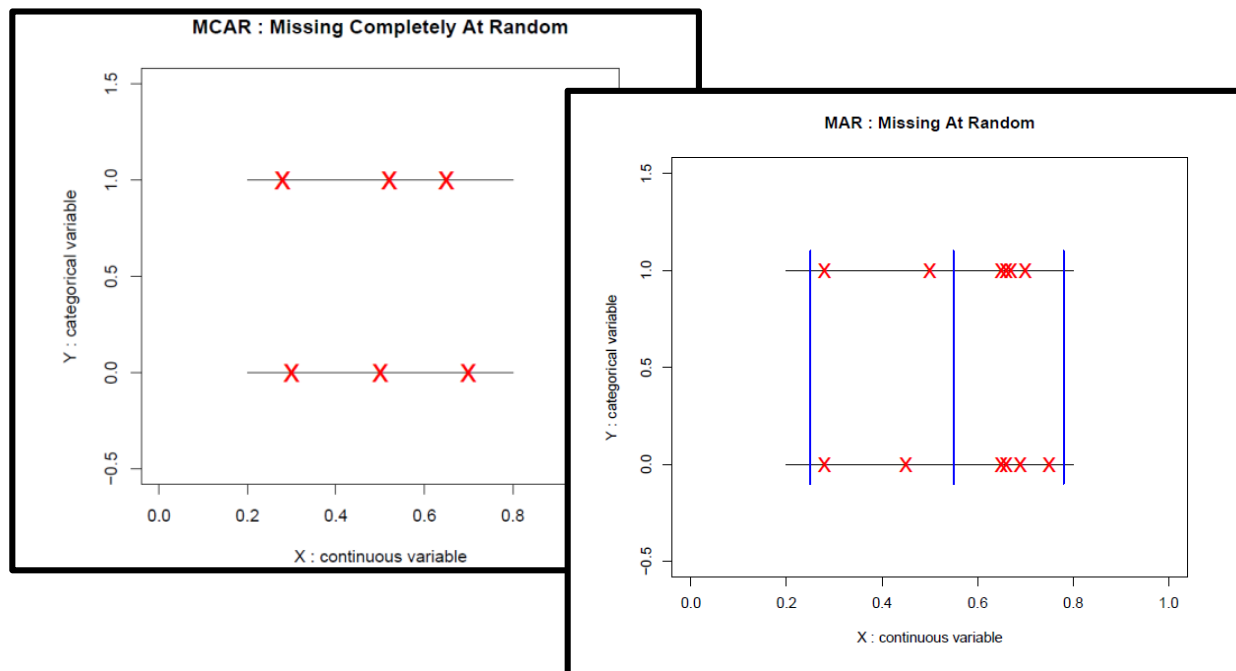 MCAR : Missing Completely At Random
1.5
1.0
0.5
0.0
−0.5
Y : categorical variable
0.0 0.2 0.4 0.6 0.8
X : continuous variable
MAR : Missing At Random
1.5
1.0
0.5
0.0
−0.5
Y : categorical variable
0.0 0.2 0.4 0.6 0.8 1.0
X : continuous variable